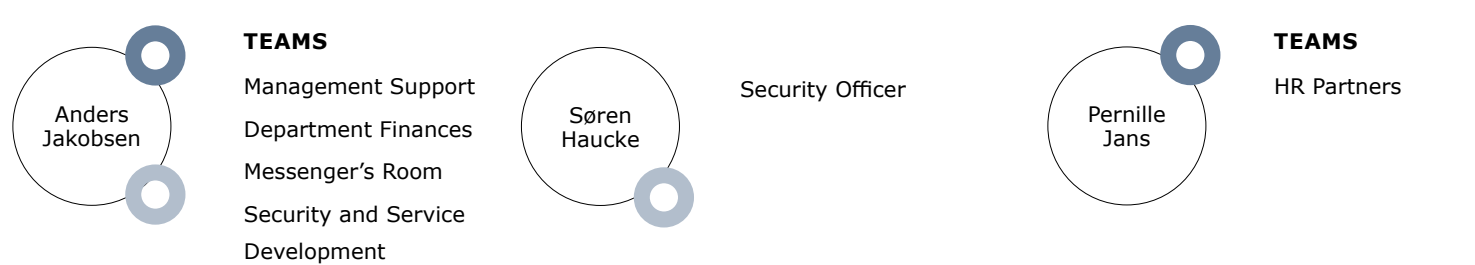 Anders
Jakobsen
TEAMS
Management Support
Department Finances
Messenger’s Room
Security and Service
Development
Søren
Haucke
Security Officer
Pernille
Jans
TEAMS
HR Partners